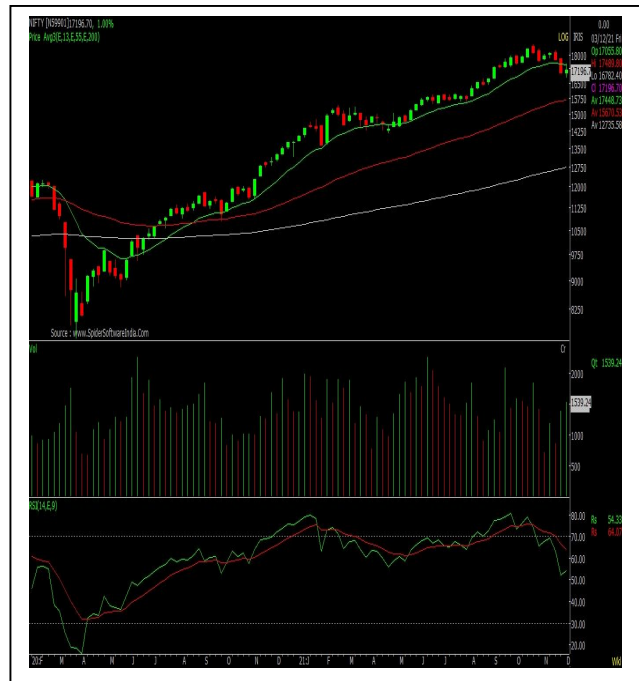 NIFTY [N59901]17196.70, 1.00%
Price Avg3(E,13,E,55,E,200)
LOG
IRIS
0.00
03/12/21 Fri
Op17055.80
Hi 17489.80
Lo 16782.40
Cl 17196.70
Av 17448.73
Av 15670.53
Av 12735.58
18000
17196.7
16500
15750
15000
14250
13500
12750
12000
11250
10500
9750
9000
8250
Source : www.SpiderSoftwareIndia.Com
Vol
Cr
Qt 1539.24
2000
1539.24
1000
500
RSI(14,E,9)
Rs 54.33
Rs 64.07
80.00
70.00
60.00
50.00
40.00
30.00
20.00
20:F M A M J J A S O N D 21:J F M A M J J A S O N D
Wkl